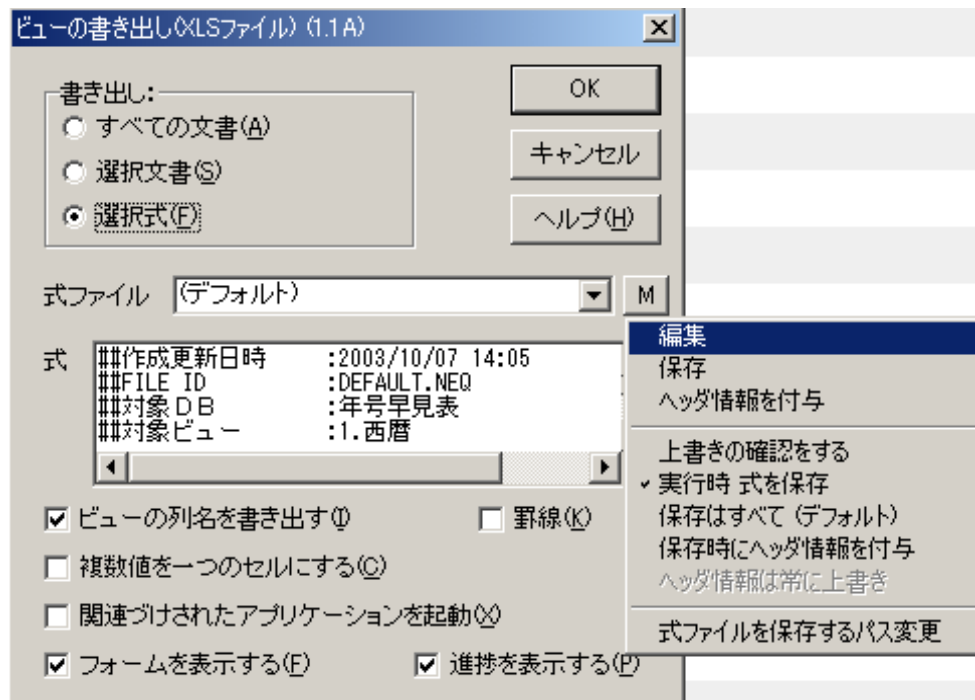 ビューの書き出し(XLSファイル) (1.1A)
書き出し:
すべての文書(A)
選択文書(S)
選択式(F)
OK
キャンセル
ヘルプ(H)
式ファイル (デフォルト) M
式
##作成更新日時 :2003/10/07 14:05
##FILE ID :DEFAULT.NEQ
##対象DB :年号早見表
##対象ビュー :1.西暦
編集
保存
ヘッダ情報を付与
上書きの確認をする
実行時 式を保存
保存はすべて (デフォルト)
保存時にヘッダ情報を付与
ヘッダ情報は常に上書き
式ファイルを保存するパス変更
ビューの列名を書き出す(I) 罫線(K)
複数値を一つのセルにする(C)
関連づけされたアプリケーションを起動(X)
フォームを表示する(F) 進捗を表示する(P)